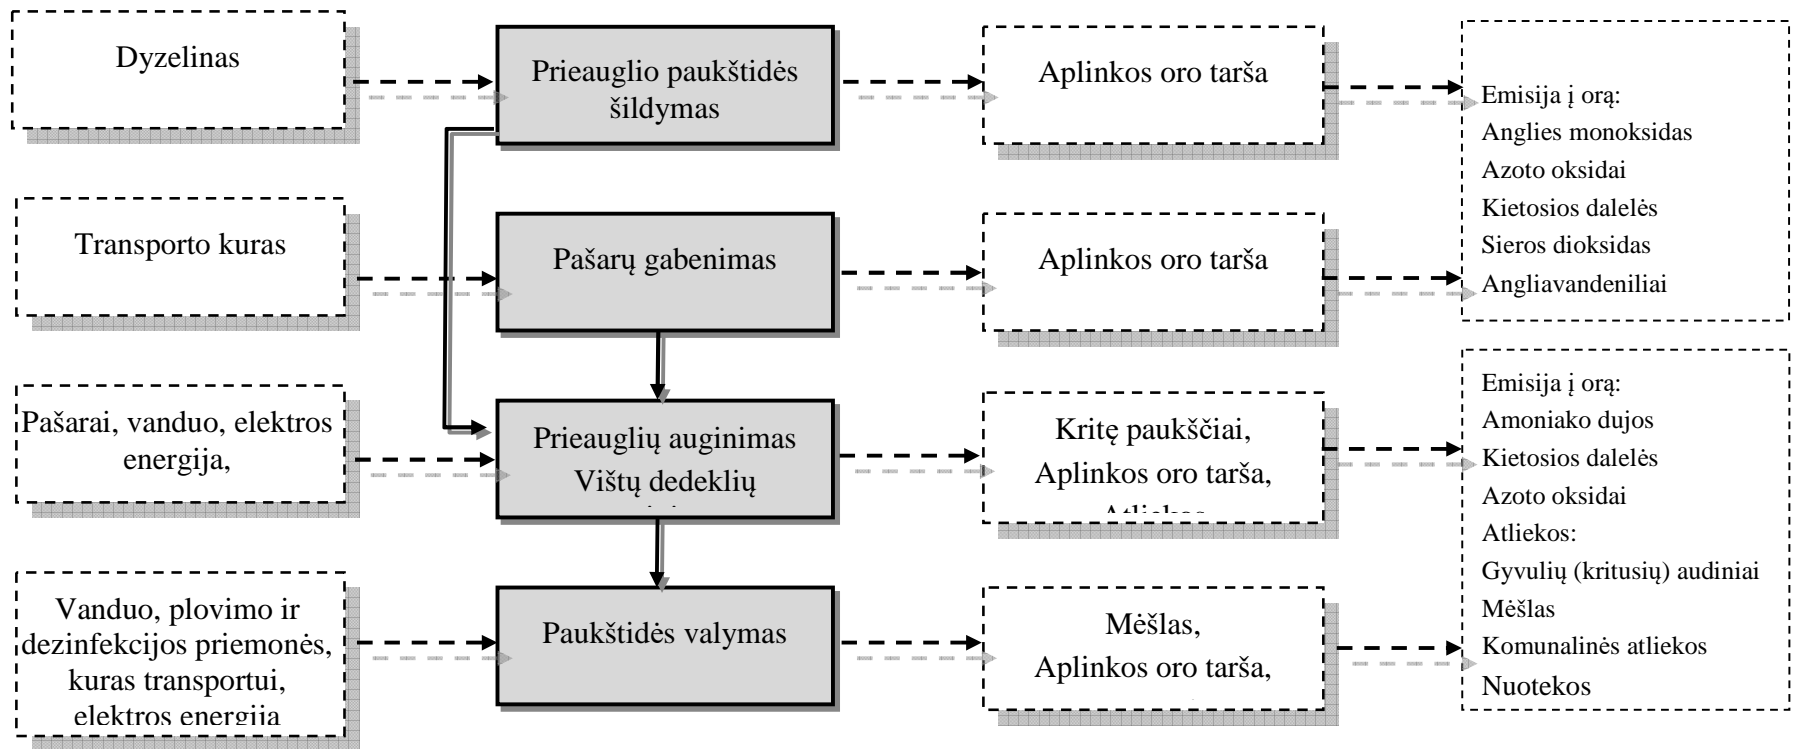 Dyzelinas
Prieauglio paukštidės
šildymas
Aplinkos oro tarša
Emisija į orą:
Anglies monoksidas
Azoto oksidai
Kietosios dalelės
Sieros dioksidas
Angliavandeniliai
Transporto kuras
Pašarų gabenimas
Aplinkos oro tarša
Pašarai, vanduo, elektros
energija,
Prieauglių auginimas
Vištų dedeklių
Kritę paukščiai,
Aplinkos oro tarša,
Atliekos
Emisija į orą:
Amoniako dujos
Kietosios dalelės
Azoto oksidai
Atliekos:
Gyvulių (kritusių) audiniai
Mėšlas
Komunalinės atliekos
Nuotekos
Vanduo, plovimo ir
dezinfekcijos priemonės,
kuras transportui,
elektros energija
Paukštidės valymas
Mėšlas,
Aplinkos oro tarša,